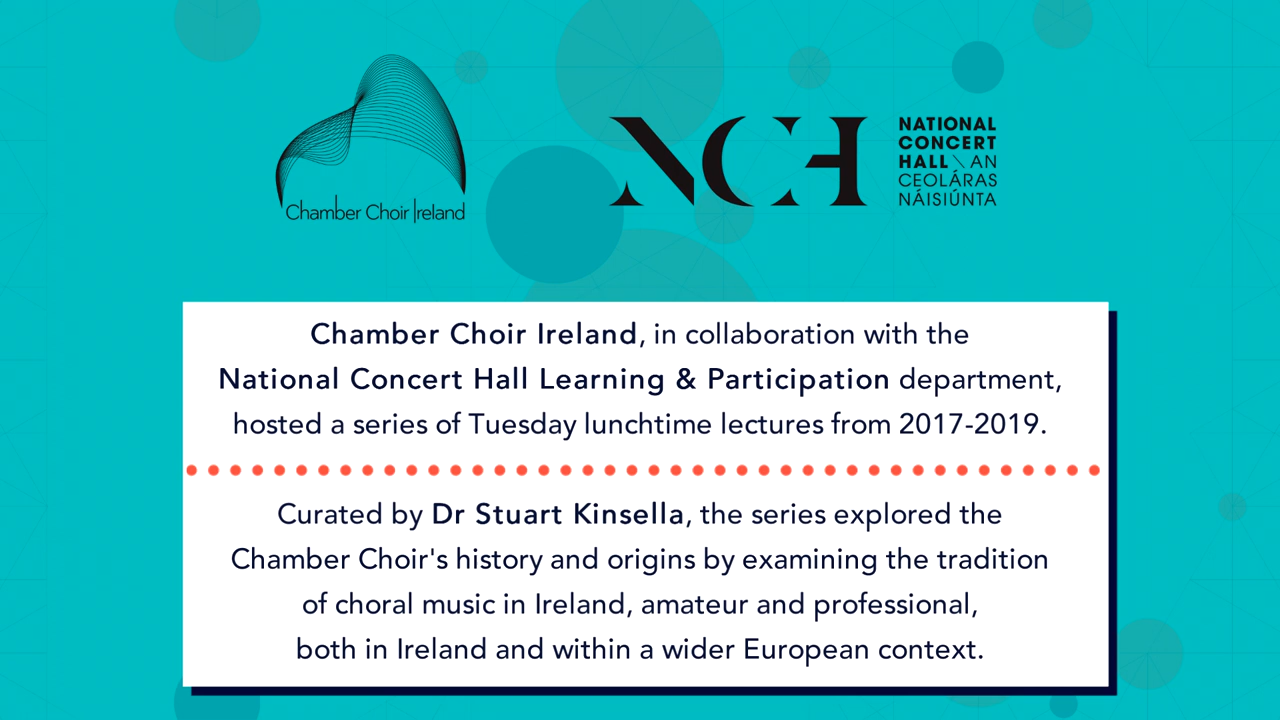 Chamber Choir Ireland
NCH
NATIONAL
CONCERT
HALL \ AN
CEOLÁRAS
NÁISIÚNTA
Chamber Choir Ireland, in collaboration with the
National Concert Hall Learning & Participation department,
hosted a series of Tuesday lunchtime lectures from 2017-2019.
Curated by Dr Stuart Kinsella, the series explored the
Chamber Choir's history and origins by examining the tradition
of choral music in Ireland, amateur and professional,
both in Ireland and within a wider European context.